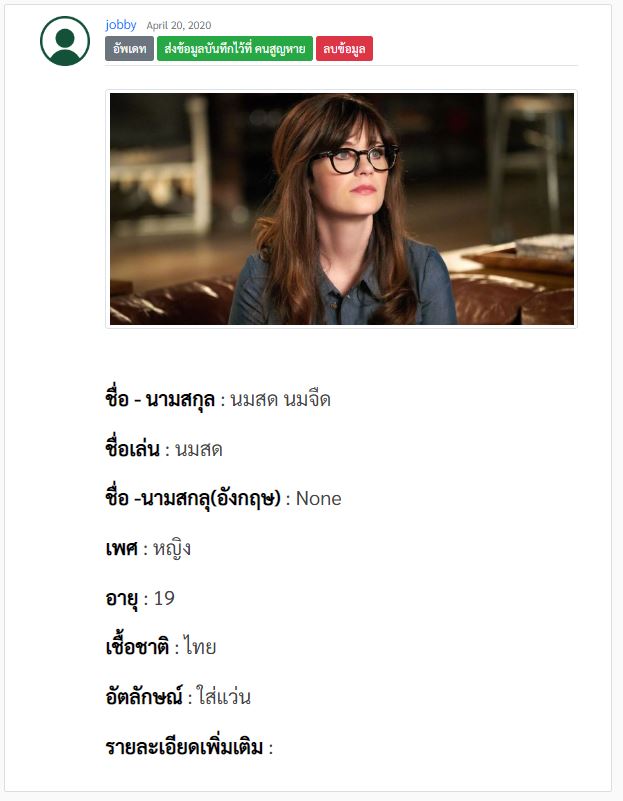 jobby April 20, 2020
อัพเดท ส่งข้อมูลบันทึกไว้ที่ คนสูญหาย ลบข้อมูล
ชื่อ - นามสกุล : นมสด นมจืด
ชื่อเล่น : นมสด
ชื่อ -นามสกลุ(อังกฤษ) : None
เพศ : หญิง
อายุ : 19
เชื้อชาติ : ไทย
อัตลักษณ์ : ใส่แว่น
รายละเอียดเพิ่มเติม :